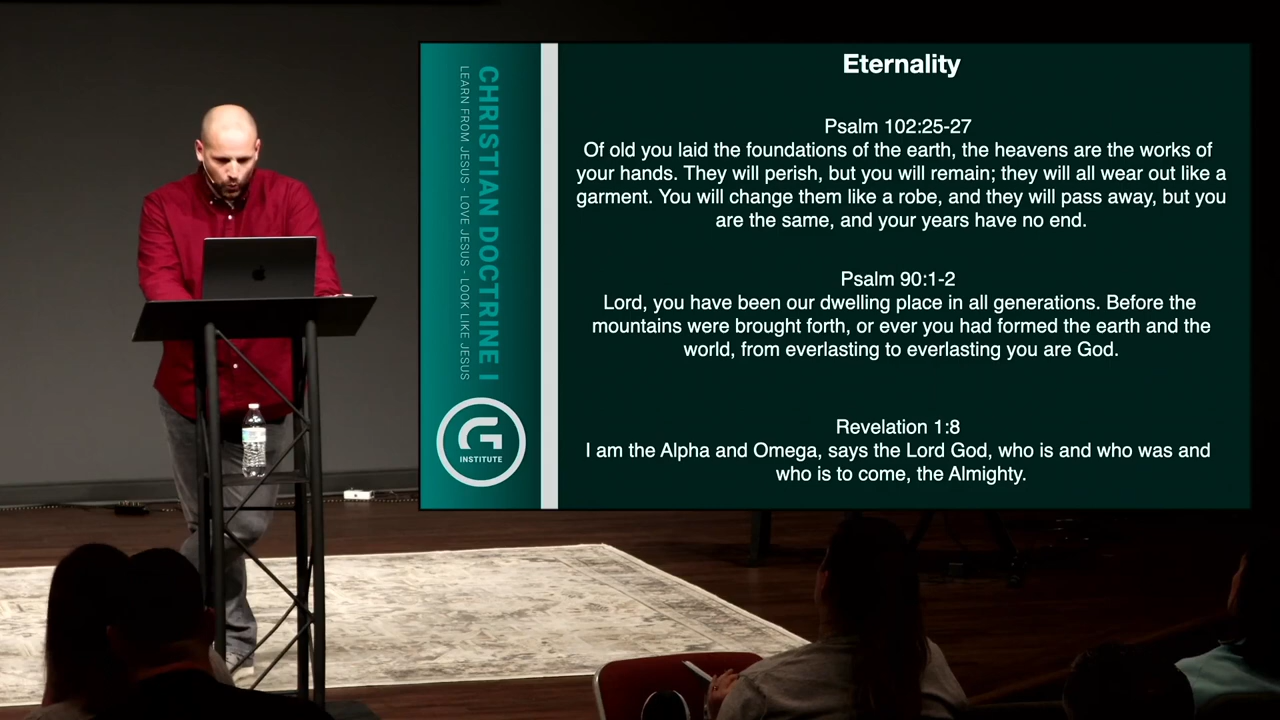 Eternality
Psalm 102:25-27
Of old you laid the foundations of the earth, the heavens are the works of
your hands. They will perish, but you will remain; they will all wear out like a
garment. You will change them like a robe, and they will pass away, but you
are the same, and your years have no end.
Psalm 90:1-2
Lord, you have been our dwelling place in all generations. Before the
mountains were brought forth, or ever you had formed the earth and the
world, from everlasting to everlasting you are God.
Revelation 1:8
I am the Alpha and Omega, says the Lord God, who is and who was and
who is to come, the Almighty.
CHRISTIAN DOCTRINE I
LEARN FROM JESUS - LOVE JESUS - LOOK LIKE JESUS
G
INSTITUTE